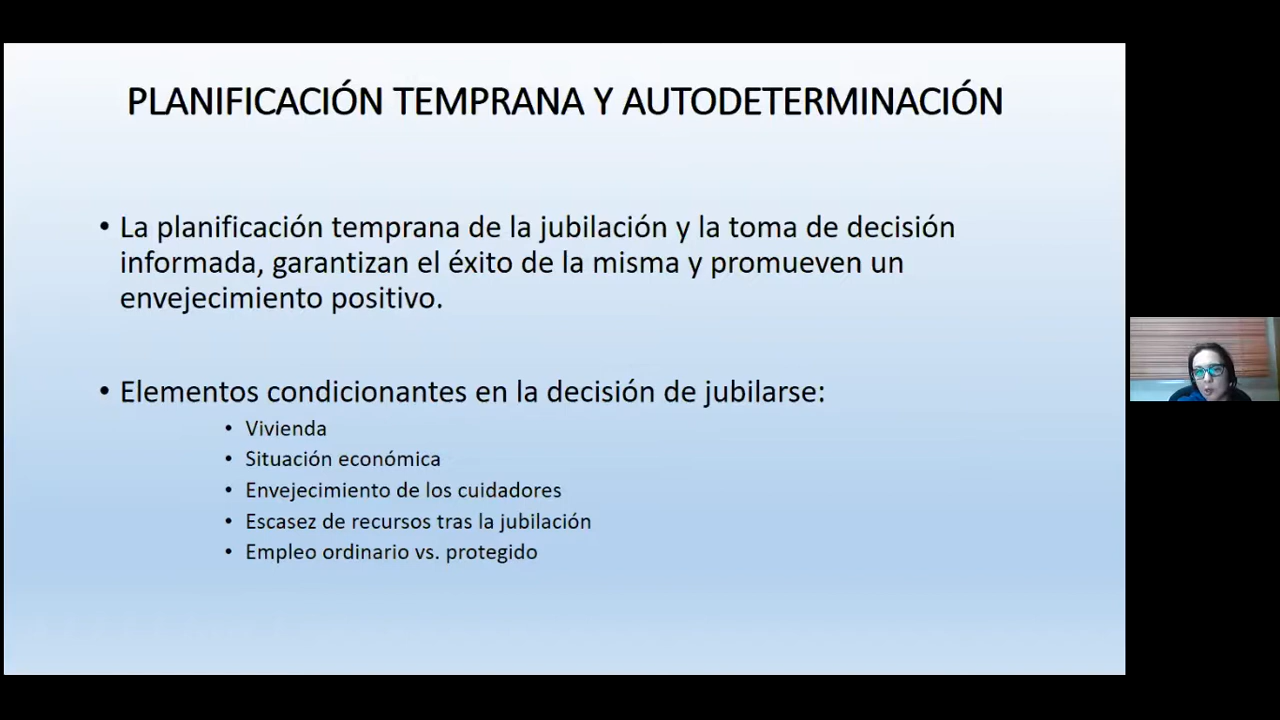 PLANIFICACIÓN TEMPRANA Y AUTODETERMINACIÓN
• La planificación temprana de la jubilación y la toma de decisión
informada, garantizan el éxito de la misma y promueven un
envejecimiento positivo.
• Elementos condicionantes en la decisión de jubilarse:
• Vivienda
• Situación económica
• Envejecimiento de los cuidadores
• Escasez de recursos tras la jubilación
• Empleo ordinario vs. protegido